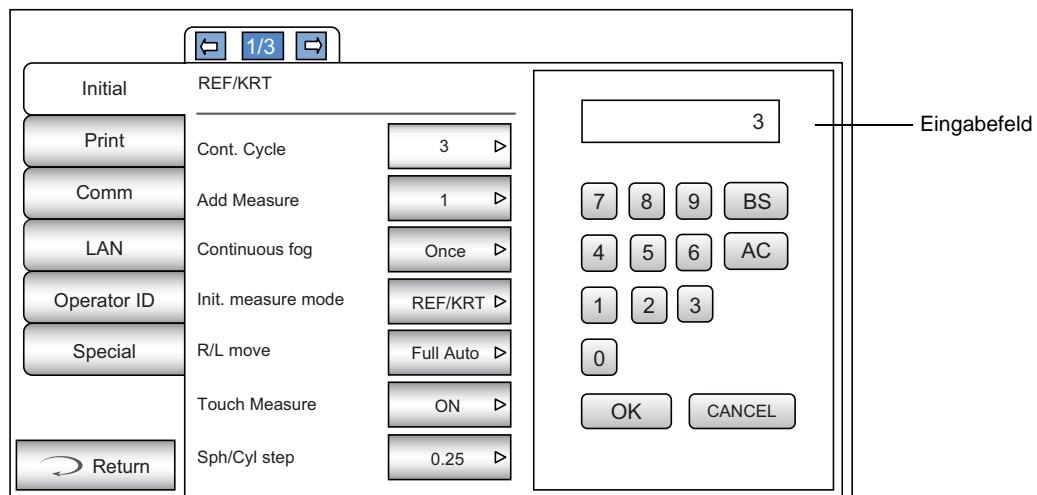 1/3
Initial
Print
Comm
LAN
Operator ID
Special
Return
REF/KRT
Cont. Cycle 3
Add Measure 1
Continuous fog Once
Init. measure mode REF/KRT
R/L move Full Auto
Touch Measure ON
Sph/Cyl step 0.25
3
7 8 9 BS
4 5 6 AC
1 2 3
0
OK CANCEL
Eingabefeld